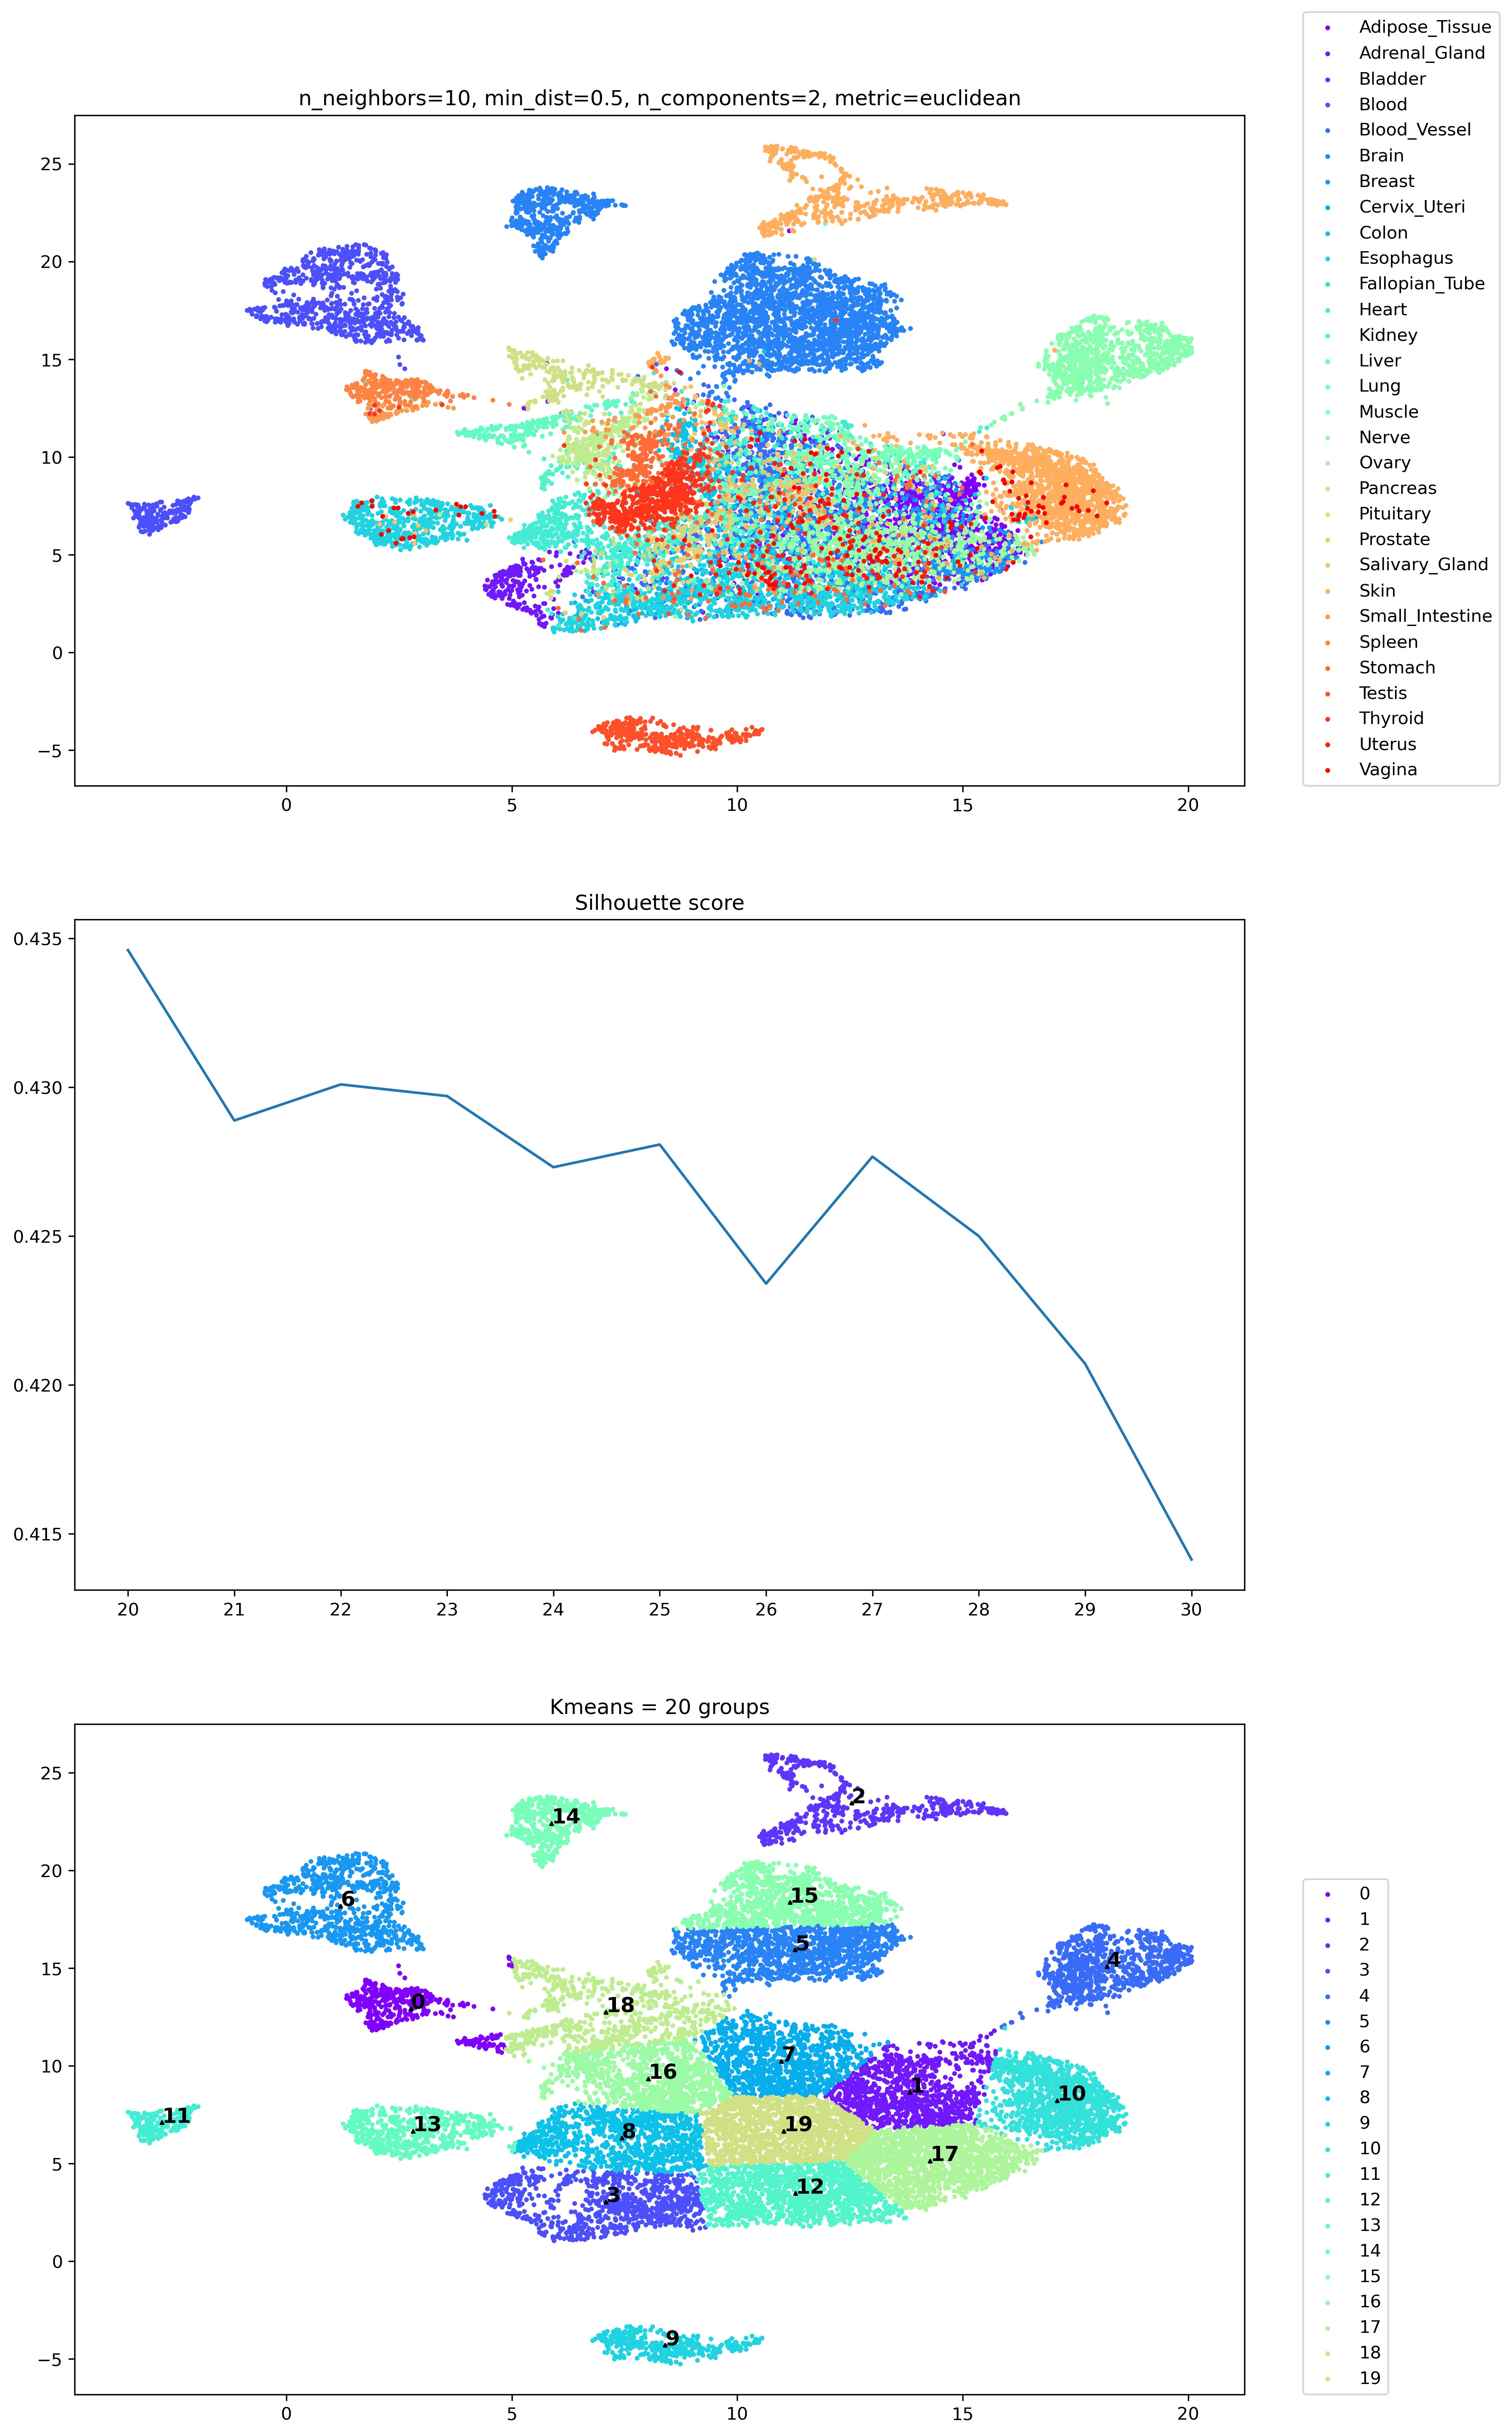 n_neighbors=10, min_dist=0.5, n_components=2, metric=euclidean
25
20
15
10
5
0
−5
0
5
10
15
20
Adipose_Tissue
Adrenal_Gland
Bladder
Blood
Blood_Vessel
Brain
Breast
Cervix_Uteri
Colon
Esophagus
Fallopian_Tube
Heart
Kidney
Liver
Lung
Muscle
Nerve
Ovary
Pancreas
Pituitary
Prostate
Salivary_Gland
Skin
Small_Intestine
Spleen
Stomach
Testis
Thyroid
Uterus
Vagina
Silhouette score
0.435
0.430
0.425
0.420
0.415
20
21
22
23
24
25
26
27
28
29
30
Kmeans = 20 groups
25
20
15
10
5
0
−5
0
5
10
15
20
2
14
15
6
5
4
0
18
7
16
1
10
11
13
8
19
17
12
3
9
0
1
2
3
4
5
6
7
8
9
10
11
12
13
14
15
16
17
18
19